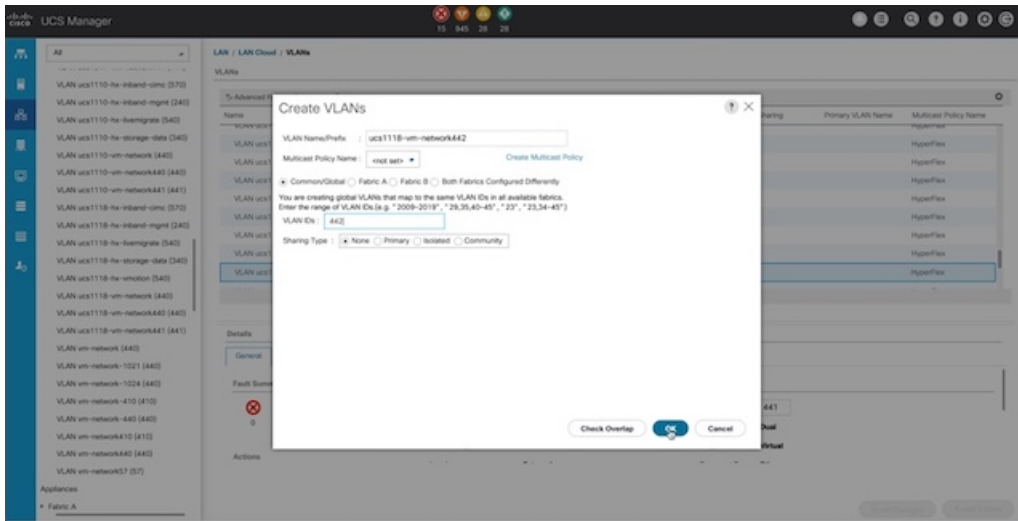 CISCO UCS Manager
15 945 28 28
All
LAN / LAN Cloud / VLANs
VLANs
VLAN ucs1110-hx-inband-cimc (570)
VLAN ucs1110-hx-inband-mgmt (240)
VLAN ucs1110-hx-livemigrate (540)
VLAN ucs1110-hx-storage-data (340)
VLAN ucs1110-vm-network (440)
VLAN ucs1110-vm-network440 (440)
VLAN ucs1110-vm-network441 (441)
VLAN ucs1118-hx-inband-cimc (570)
VLAN ucs1118-hx-inband-mgmt (240)
VLAN ucs1118-hx-livemigrate (540)
VLAN ucs1118-hx-storage-data (340)
VLAN ucs1118-hx-vmotion (540)
VLAN ucs1118-vm-network (440)
VLAN ucs1118-vm-network440 (440)
VLAN ucs1118-vm-network441 (441)
VLAN vm-network (440)
VLAN vm-network-1021 (440)
VLAN vm-network-1024 (440)
VLAN vm-network-410 (410)
VLAN vm-network-440 (440)
VLAN vm-network410 (410)
VLAN vm-network440 (440)
VLAN vm-network57 (57)
Appliances
Fabric A
Name
Primary VLAN Name Multicast Policy Name
HyperFlex
HyperFlex
HyperFlex
HyperFlex
HyperFlex
HyperFlex
HyperFlex
HyperFlex
Create VLANs
VLAN Name/Prefix : ucs1118-vm-network442
Multicast Policy Name : <not set> Create Multicast Policy
Common/Global Fabric A Fabric B Both Fabrics Configured Differently
You are creating global VLANs that map to the same VLAN IDs in all available fabrics.
Enter the range of VLAN IDs.(e.g. "2009-2019", "29,35,40-45", "23", "23,34-45")
VLAN IDs : 442
Sharing Type : None Primary Isolated Community
Check Overlap OK Cancel
Details
General
0
Actions
441
Dual